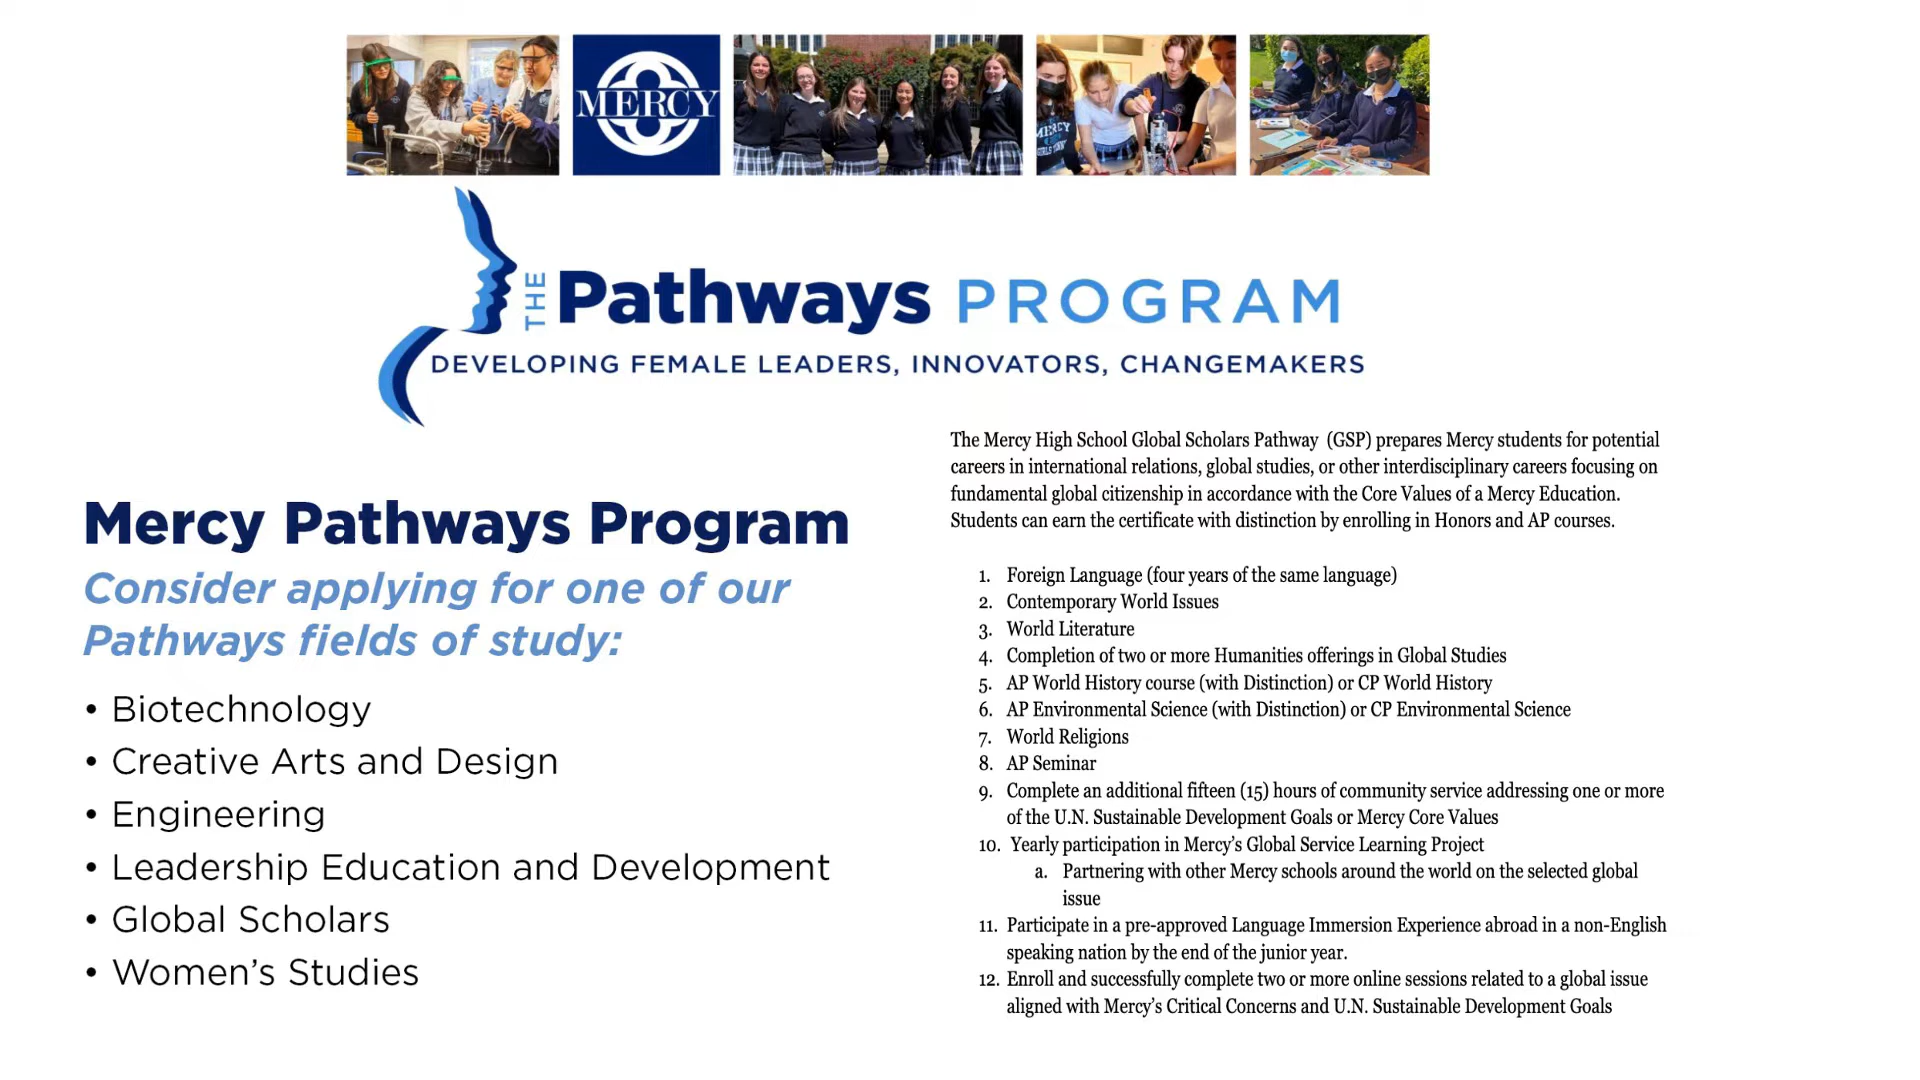 MERCY
MERCY
THE Pathways PROGRAM
DEVELOPING FEMALE LEADERS, INNOVATORS, CHANGEMAKERS
Mercy Pathways Program
Consider applying for one of our
Pathways fields of study:
• Biotechnology
• Creative Arts and Design
• Engineering
• Leadership Education and Development
• Global Scholars
• Women’s Studies
The Mercy High School Global Scholars Pathway (GSP) prepares Mercy students for potential
careers in international relations, global studies, or other interdisciplinary careers focusing on
fundamental global citizenship in accordance with the Core Values of a Mercy Education.
Students can earn the certificate with distinction by enrolling in Honors and AP courses.
1. Foreign Language (four years of the same language)
2. Contemporary World Issues
3. World Literature
4. Completion of two or more Humanities offerings in Global Studies
5. AP World History course (with Distinction) or CP World History
6. AP Environmental Science (with Distinction) or CP Environmental Science
7. World Religions
8. AP Seminar
9. Complete an additional fifteen (15) hours of community service addressing one or more
of the U.N. Sustainable Development Goals or Mercy Core Values
10. Yearly participation in Mercy’s Global Service Learning Project
a. Partnering with other Mercy schools around the world on the selected global
issue
11. Participate in a pre-approved Language Immersion Experience abroad in a non-English
speaking nation by the end of the junior year.
12. Enroll and successfully complete two or more online sessions related to a global issue
aligned with Mercy’s Critical Concerns and U.N. Sustainable Development Goals